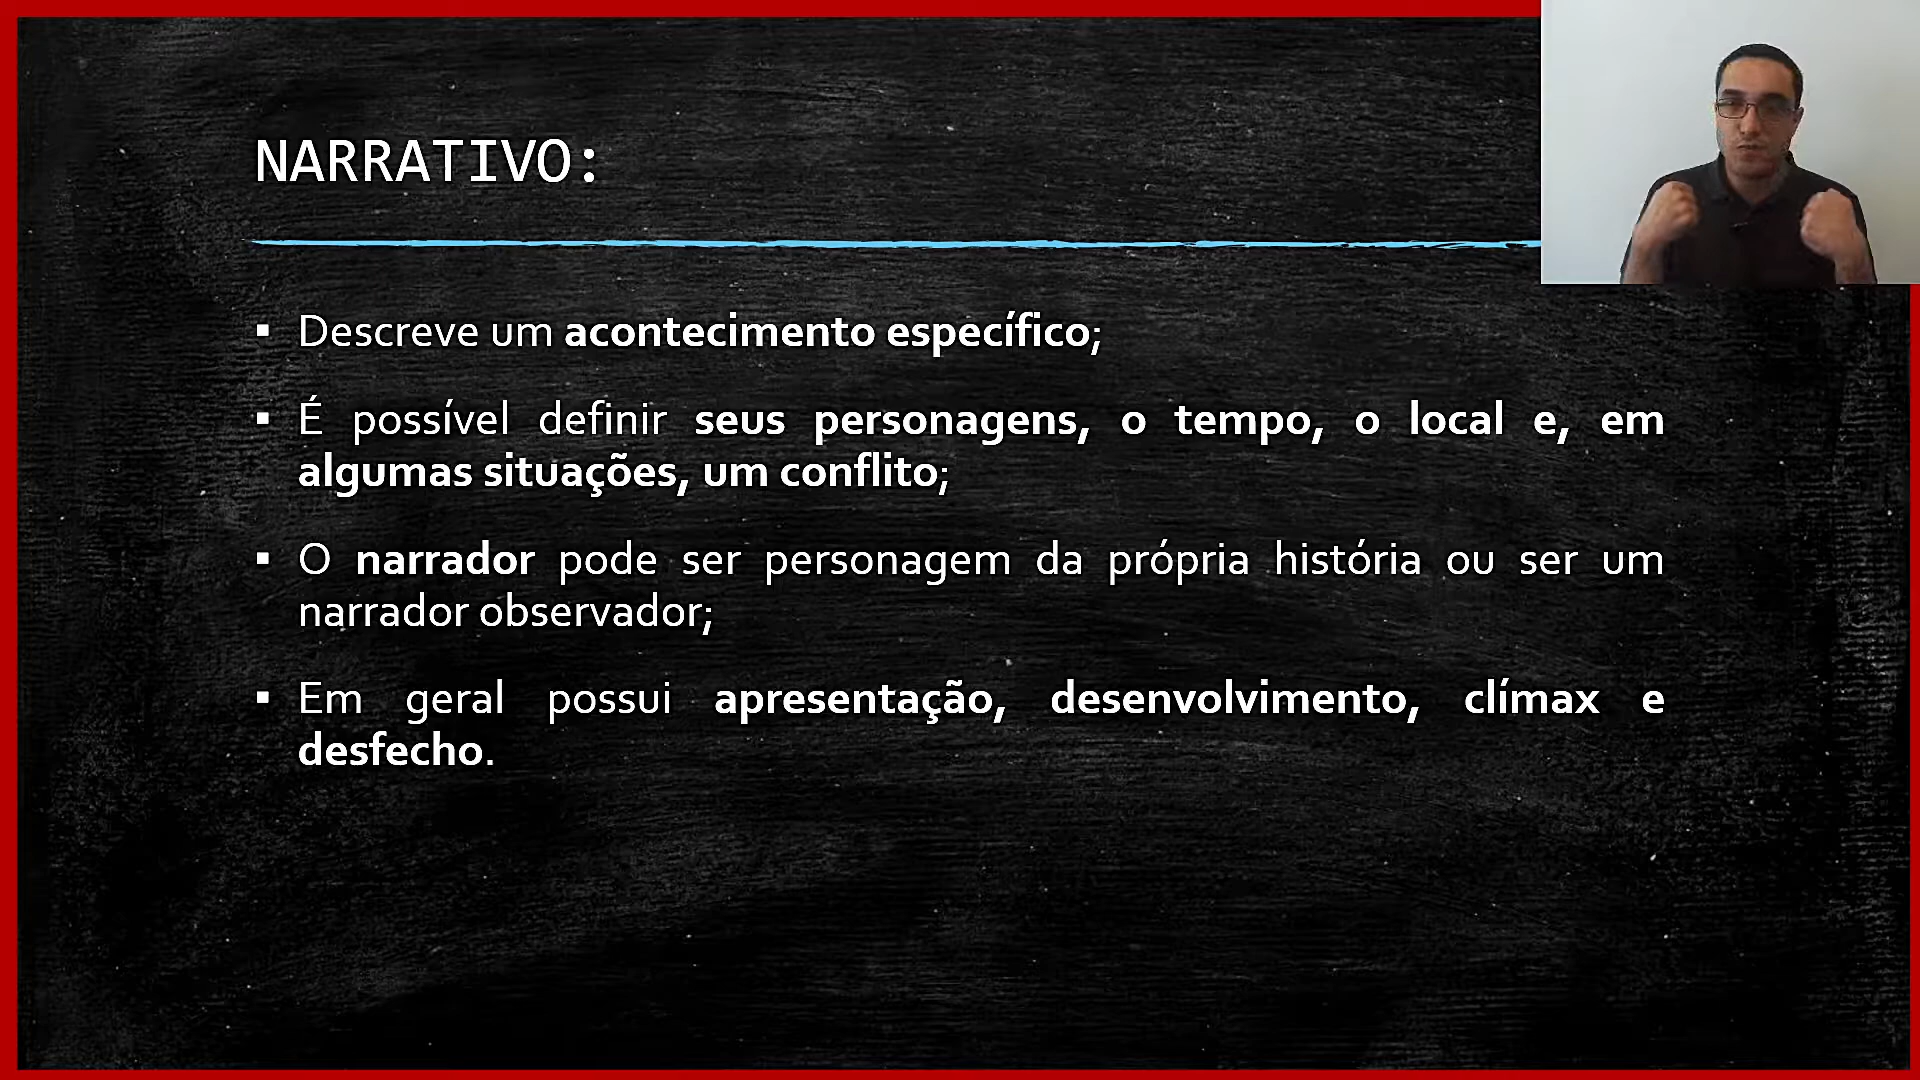 NARRATIVO:
▪ Descreve um acontecimento específico;
▪ É possível definir seus personagens, o tempo, o local e, em
algumas situações, um conflito;
▪ O narrador pode ser personagem da própria história ou ser um
narrador observador;
▪ Em geral possui apresentação, desenvolvimento, clímax e
desfecho.